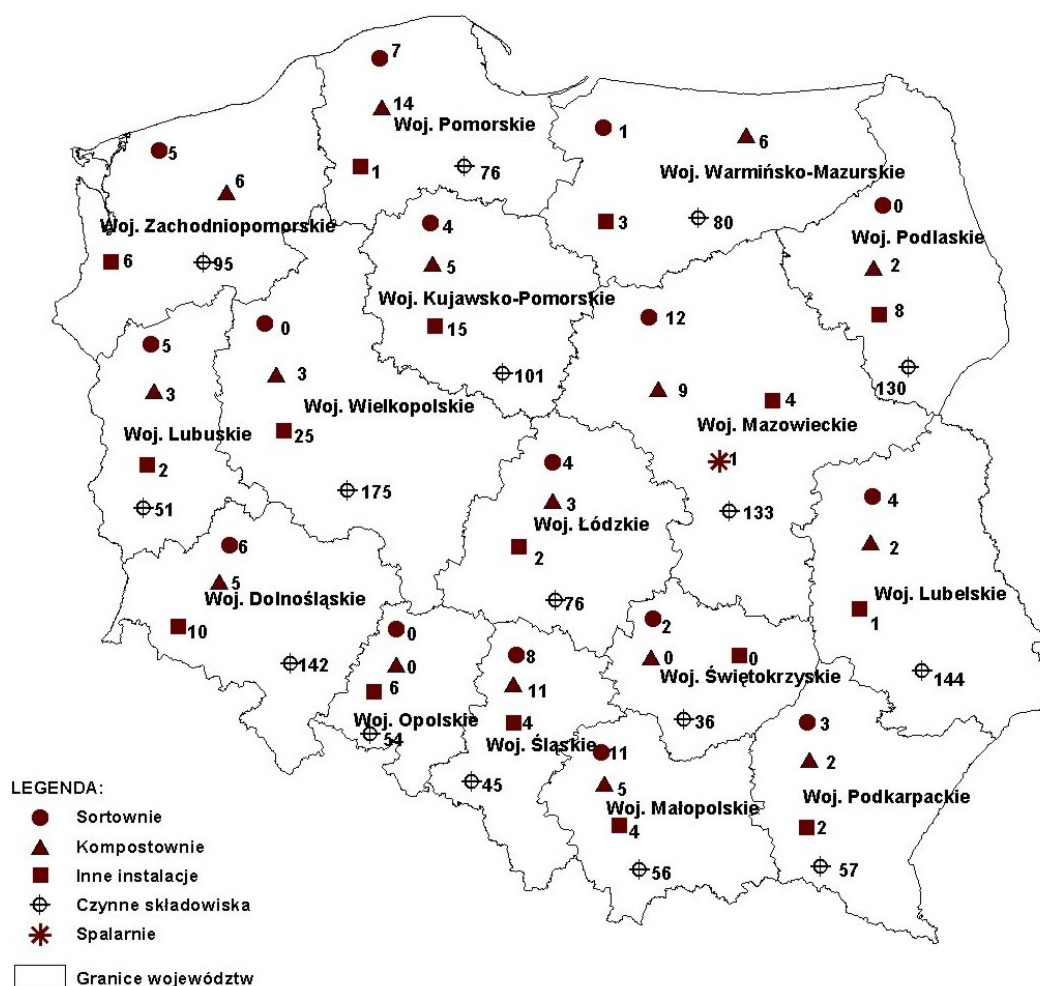 7
14
Woj. Pomorskie
1
76
1
6
Woj. Warmińsko-Mazurskie
3
80
5
6
Woj. Zachodniopomorskie
6
95
4
5
Woj. Kujawsko-Pomorskie
15
101
0
Woj. Podlaskie
2
8
130
0
3
Woj. Wielkopolskie
25
175
12
9
4
Woj. Mazowieckie
1
133
5
3
Woj. Lubuskie
2
51
4
3
Woj. Łódzkie
2
76
4
2
Woj. Lubelskie
1
144
6
5
Woj. Dolnośląskie
10
142
0
0
6
Woj. Opolskie
54
8
11
4
Woj. Śląskie
45
2
0
0
Woj. Świętokrzyskie
36
11
5
Woj. Małopolskie
4
56
3
2
Woj. Podkarpackie
2
57
LEGENDA:
Sortownie
Kompostownie
Inne instalacje
Czynne składowiska
Spalarnie
Granice województw